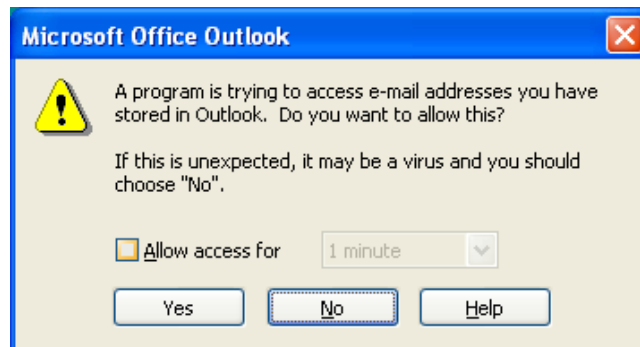 Microsoft Office Outlook
A program is trying to access e-mail addresses you have
stored in Outlook. Do you want to allow this?
If this is unexpected, it may be a virus and you should
choose "No".
Allow access for 1 minute
Yes No Help